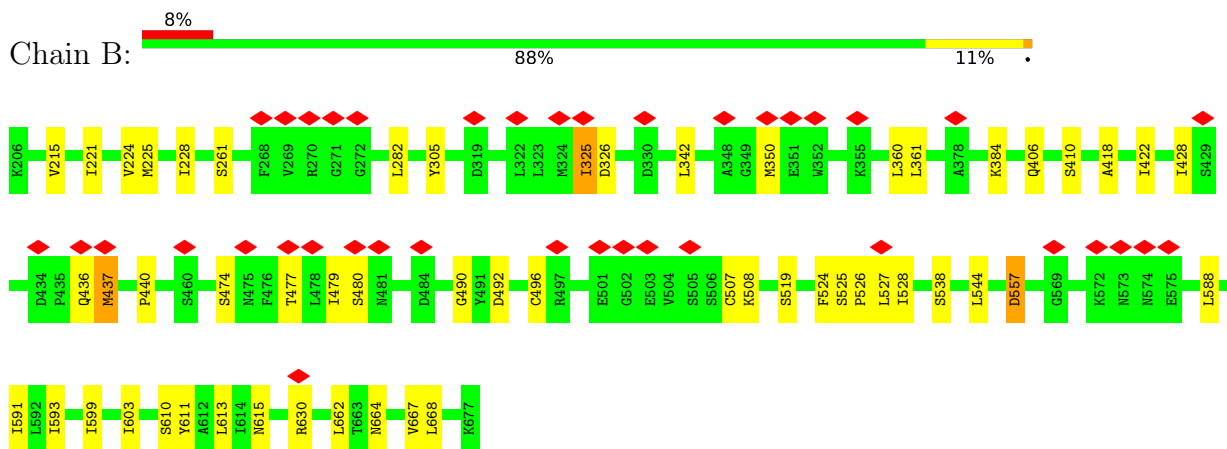 8%
Chain B:
88% 11% •
K206 V215 I221 V224 M225 I228 S261 F268 V269 R270 G271 G272 L282 Y305 D319 L322 L323 M324 I325 D326 D330 L342 A348 G349 M350 E351 W352 K355 L360 L361 A378 K384 Q406 S410 A418 I422 I428 S429
D434 P435 Q436 M437 P440 S460 S474 N475 F476 T477 L478 I479 S480 N481 D484 G490 Y491 D492 C496 R497 E501 G502 E503 V504 S505 S506 C507 K508 S519 F524 S525 P526 L527 I528 S538 L544 D557 G569 K572 N573 N574 E575 L588
I591 L592 I593 I599 I603 S610 Y611 A612 L613 I614 N615 R630 L662 T663 N664 V667 L668 K677